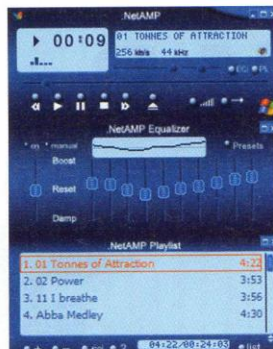 .NetAMP
00:09
01 TONNES OF ATTRACTION
256 kb/s 44 kHz
EQ PL
.NetAMP Equalizer
on manual Presets
Boost
Reset
Damp
.NetAMP Playlist
1. 01 Tonnes of Attraction 4:22
2. 02 Power 3:53
3. 11 I breathe 3:56
4. Abba Medley 4:30
+ - ? 04:22/00:24:03 list